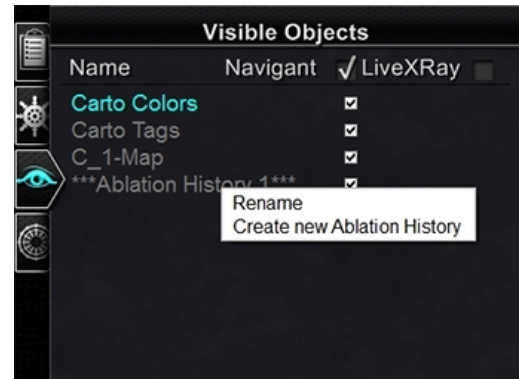 Visible Objects
Name Navigant LiveXRay
Carto Colors
Carto Tags
C_1-Map
***Ablation History 1***
Rename
Create new Ablation History